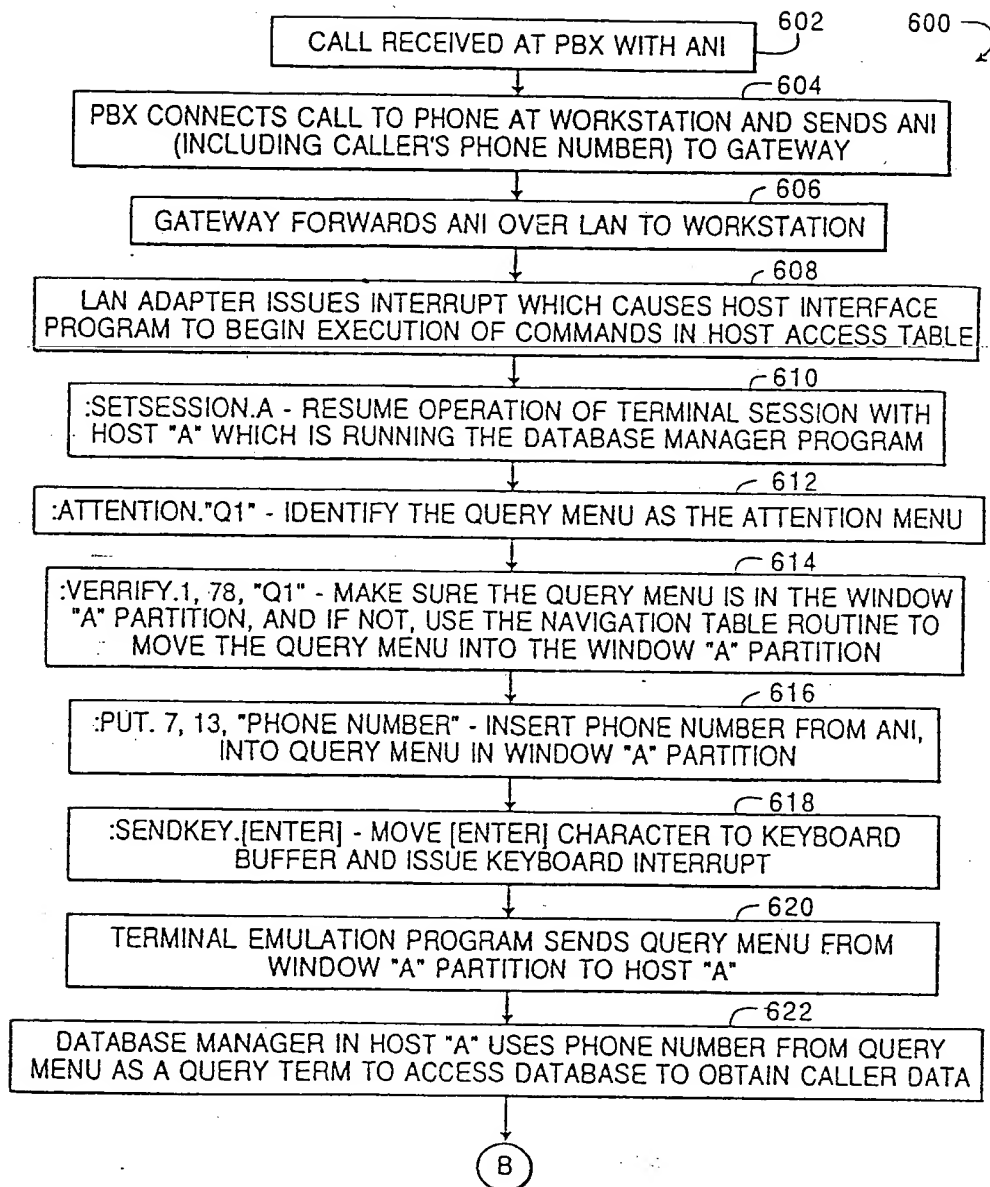 602
600
CALL RECEIVED AT PBX WITH ANI
604
PBX CONNECTS CALL TO PHONE AT WORKSTATION AND SENDS ANI
(INCLUDING CALLER'S PHONE NUMBER) TO GATEWAY
606
GATEWAY FORWARDS ANI OVER LAN TO WORKSTATION
608
LAN ADAPTER ISSUES INTERRUPT WHICH CAUSES HOST INTERFACE
PROGRAM TO BEGIN EXECUTION OF COMMANDS IN HOST ACCESS TABLE
610
:SETSESSION.A - RESUME OPERATION OF TERMINAL SESSION WITH
HOST "A" WHICH IS RUNNING THE DATABASE MANAGER PROGRAM
612
:ATTENTION."Q1" - IDENTIFY THE QUERY MENU AS THE ATTENTION MENU
614
:VERRIFY.1, 78, "Q1" - MAKE SURE THE QUERY MENU IS IN THE WINDOW
"A" PARTITION, AND IF NOT, USE THE NAVIGATION TABLE ROUTINE TO
MOVE THE QUERY MENU INTO THE WINDOW "A" PARTITION
616
:PUT. 7, 13, "PHONE NUMBER" - INSERT PHONE NUMBER FROM ANI,
INTO QUERY MENU IN WINDOW "A" PARTITION
618
:SENDKEY.[ENTER] - MOVE [ENTER] CHARACTER TO KEYBOARD
BUFFER AND ISSUE KEYBOARD INTERRUPT
620
TERMINAL EMULATION PROGRAM SENDS QUERY MENU FROM
WINDOW "A" PARTITION TO HOST "A"
622
DATABASE MANAGER IN HOST "A" USES PHONE NUMBER FROM QUERY
MENU AS A QUERY TERM TO ACCESS DATABASE TO OBTAIN CALLER DATA
B